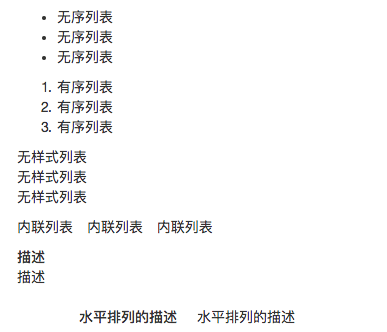 • 无序列表
• 无序列表
• 无序列表
1. 有序列表
2. 有序列表
3. 有序列表
无样式列表
无样式列表
无样式列表
内联列表 内联列表 内联列表
描述
描述
水平排列的描述 水平排列的描述